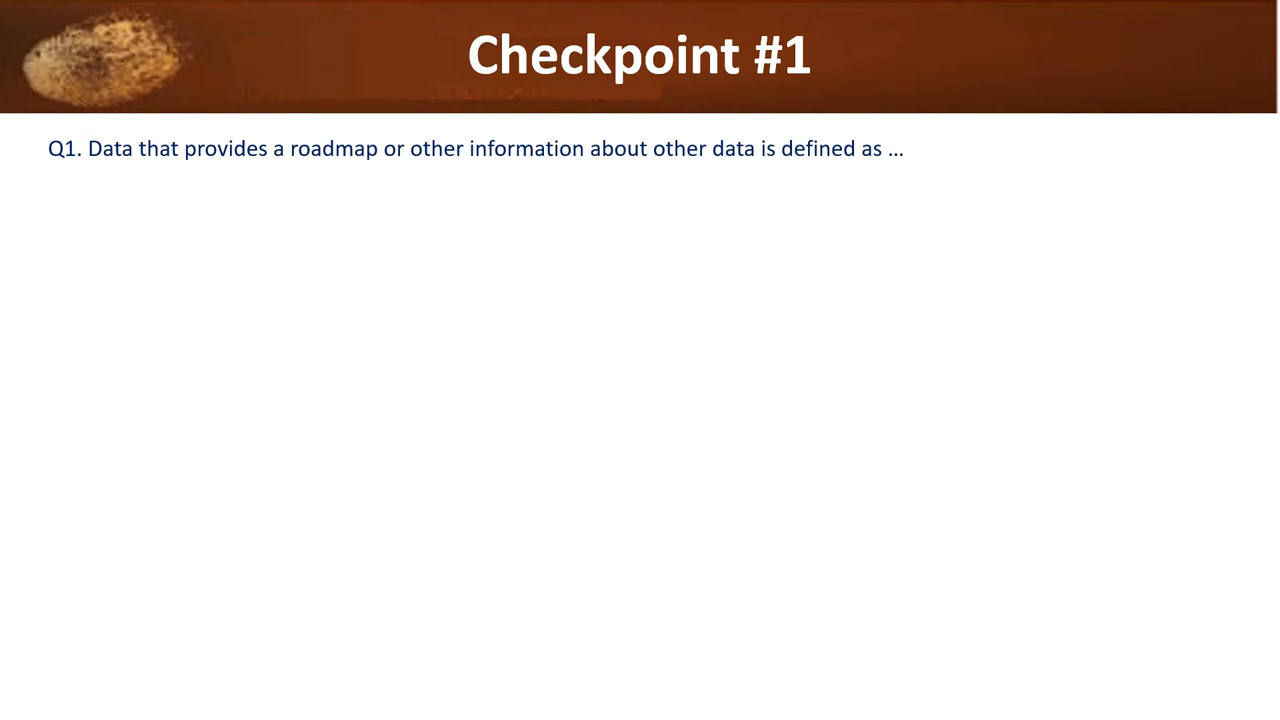 Checkpoint #1
Q1. Data that provides a roadmap or other information about other data is defined as …